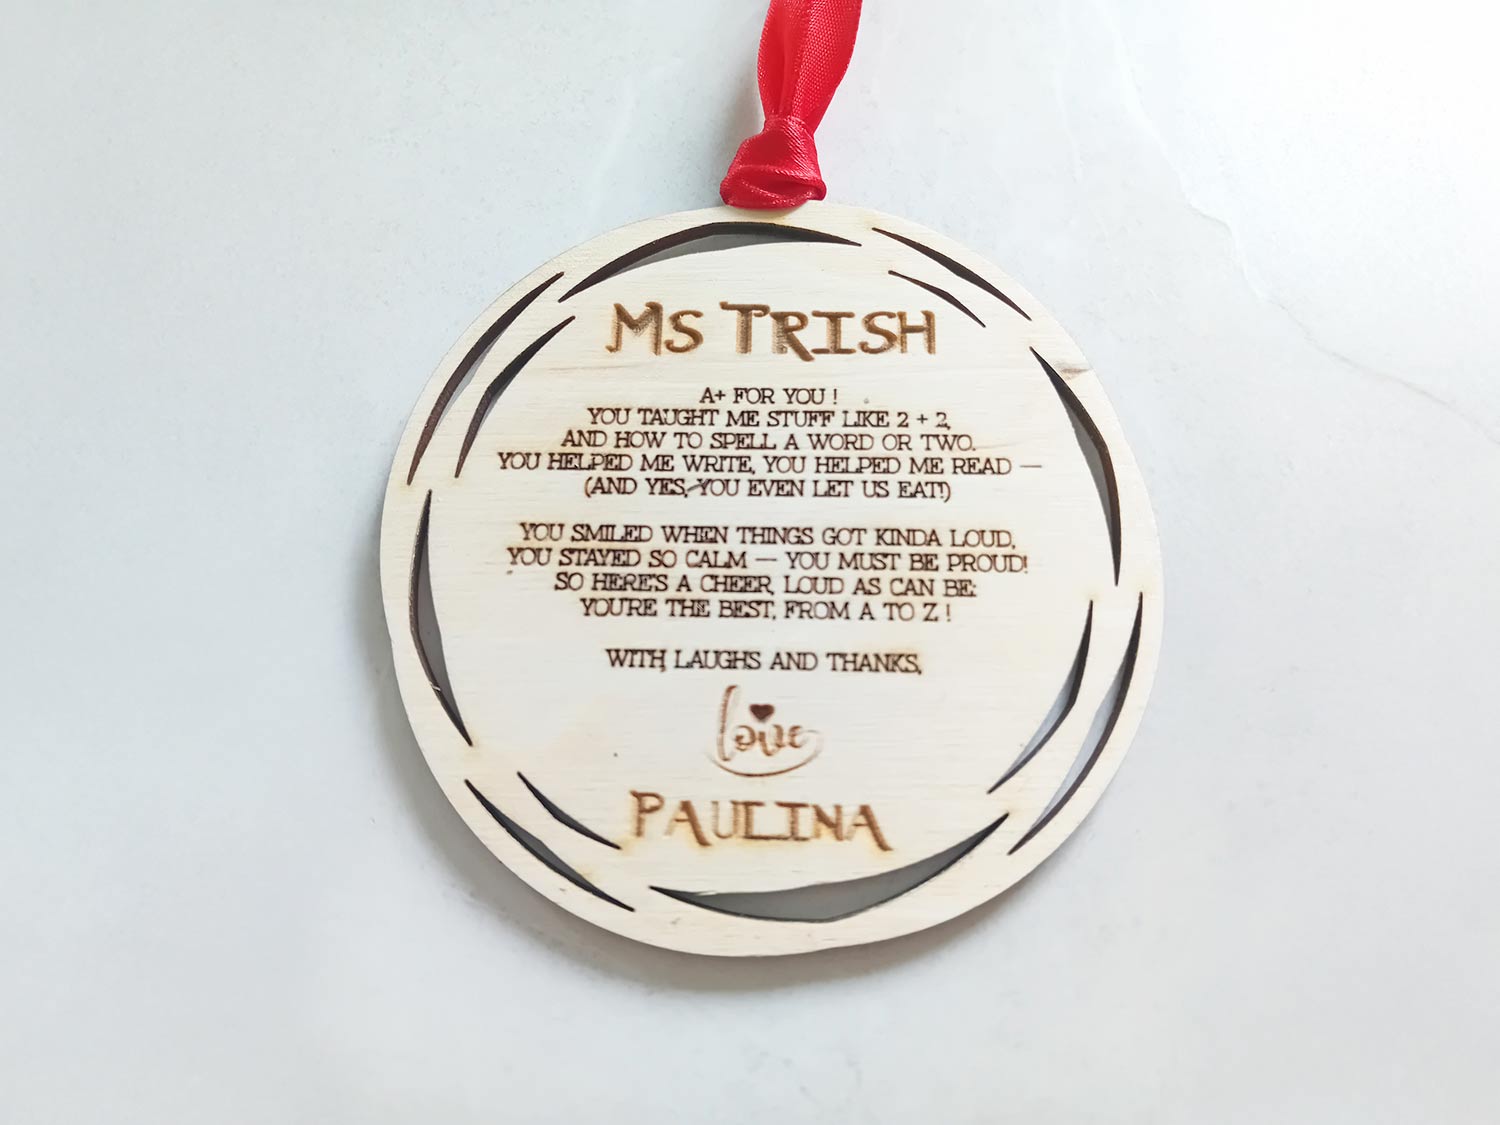 MS TRISH
A+ FOR YOU !
YOU TAUGHT ME STUFF LIKE 2 + 2,
AND HOW TO SPELL A WORD OR TWO.
YOU HELPED ME WRITE, YOU HELPED ME READ —
(AND YES, YOU EVEN LET US EAT!)
YOU SMILED WHEN THINGS GOT KINDA LOUD,
YOU STAYED SO CALM — YOU MUST BE PROUD!
SO HERE'S A CHEER, LOUD AS CAN BE:
YOU'RE THE BEST, FROM A TO Z !
WITH LAUGHS AND THANKS,
love
PAULINA